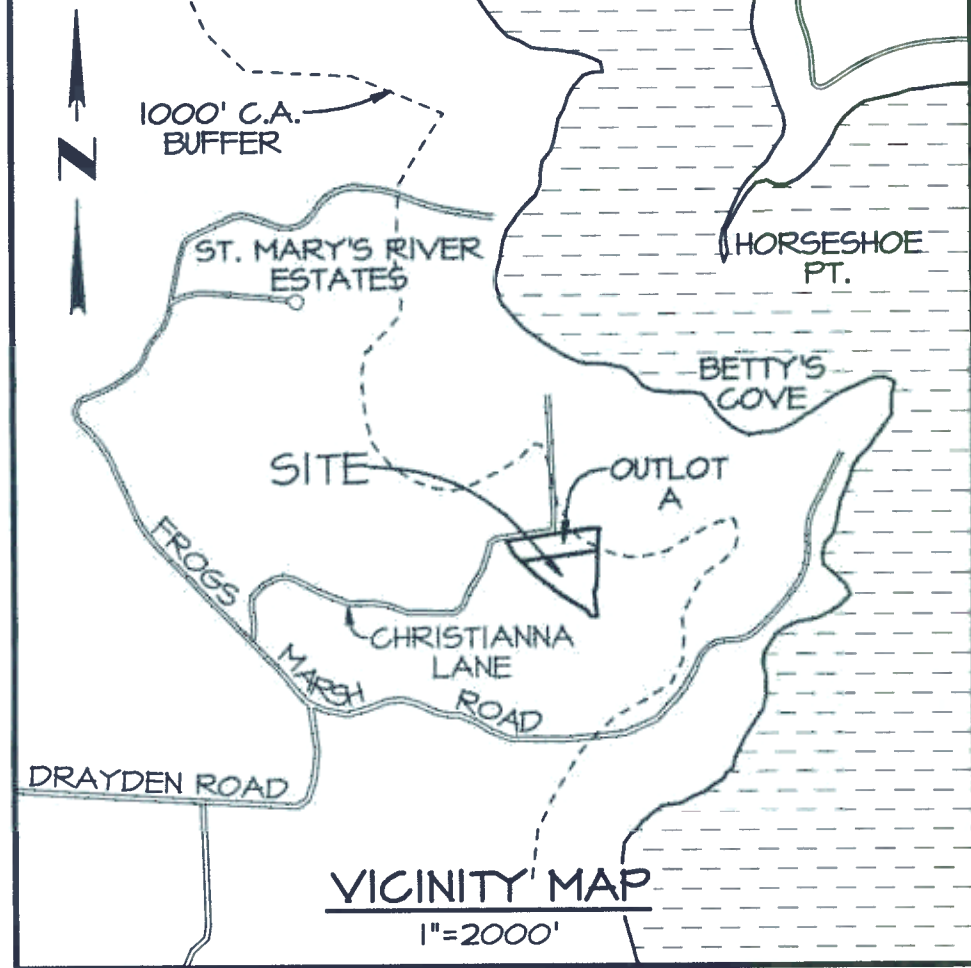 N
1000' C.A.
BUFFER
ST. MARY'S RIVER
ESTATES
HORSESHOE
PT.
BETTY'S
COVE
SITE
OUTLOT
A
FROGS
MARSH
ROAD
CHRISTIANNA
LANE
DRAYDEN ROAD
VICINITY MAP
1"=2000'